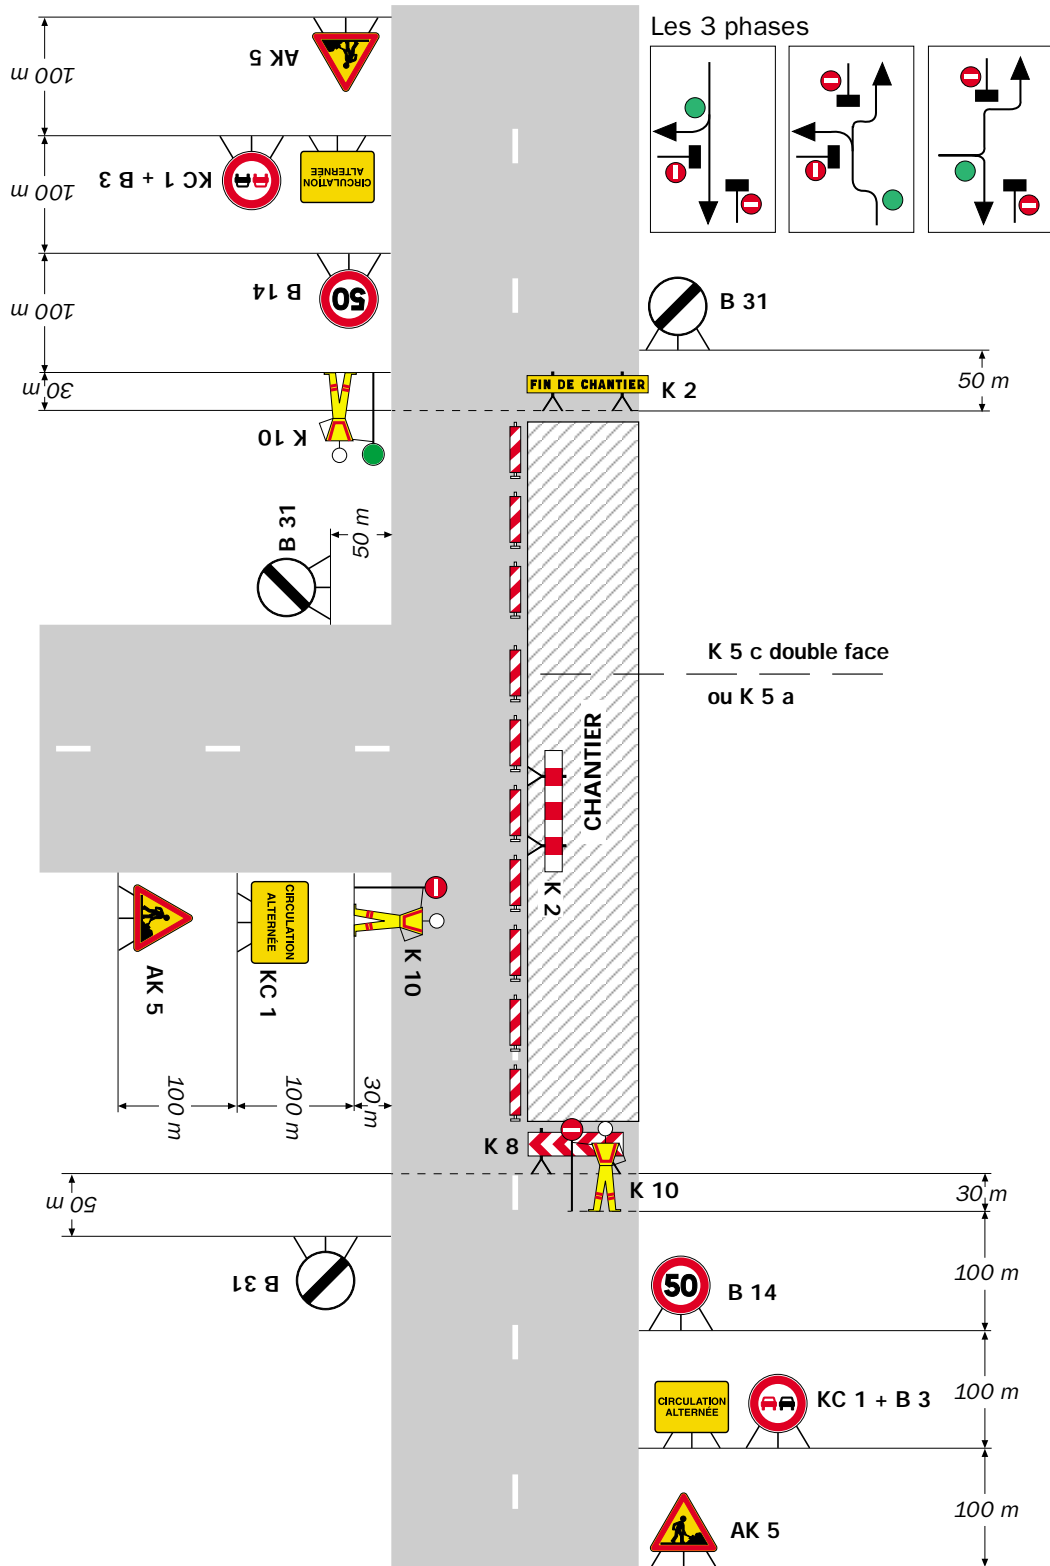 Les 3 phases
AK 5
100 m
KC 1 + B 3
CIRCULATION
ALTERNÉE
100 m
B 14
50
100 m
B 31
50 m
K 10
30 m
FIN DE CHANTIER
K 2
B 31
50 m
K 5 c double face
ou K 5 a
CHANTIER
K 2
K 10
30 m
CIRCULATION
ALTERNÉE
KC 1
100 m
AK 5
100 m
K 8
K 10
30 m
50 m
B 31
50
B 14
100 m
CIRCULATION
ALTERNÉE
KC 1 + B 3
100 m
AK 5
100 m